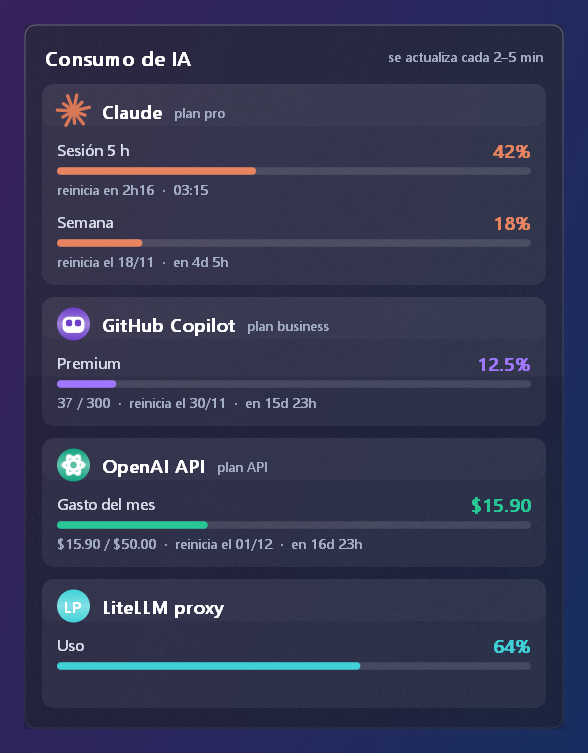 Consumo de IA se actualiza cada 2–5 min
Claude plan pro
Sesión 5 h 42%
reinicia en 2h16 · 03:15
Semana 18%
reinicia el 18/11 · en 4d 5h
GitHub Copilot plan business
Premium 12.5%
37 / 300 · reinicia el 30/11 · en 15d 23h
OpenAI API plan API
Gasto del mes $15.90
$15.90 / $50.00 · reinicia el 01/12 · en 16d 23h
LP LiteLLM proxy
Uso 64%